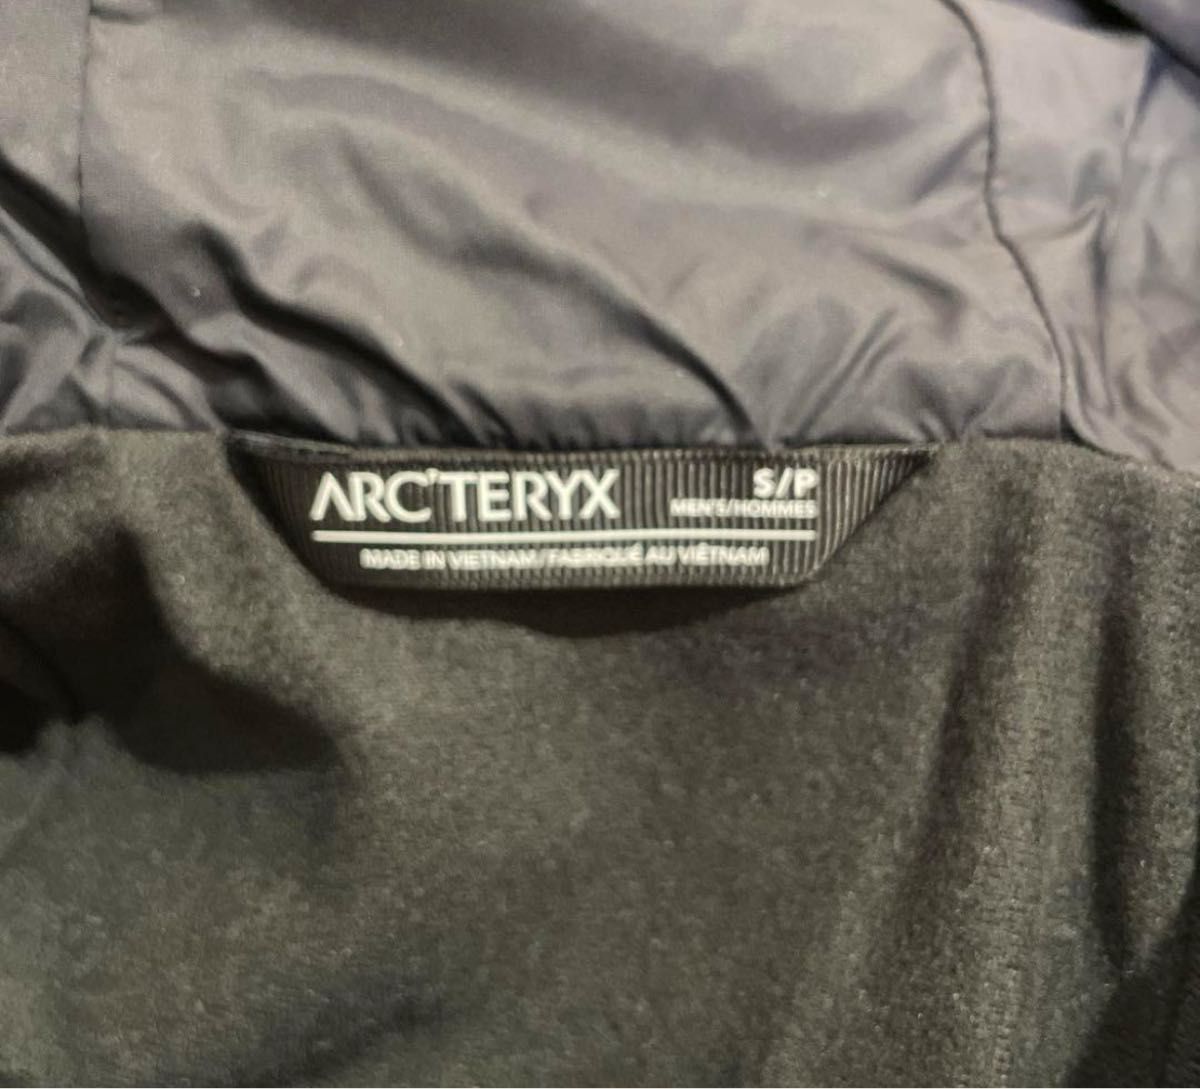 ARC'TERYX
S/P
MEN'S/HOMMES
MADE IN VIETNAM/FABRIQUÉ AU VIÊTNAM